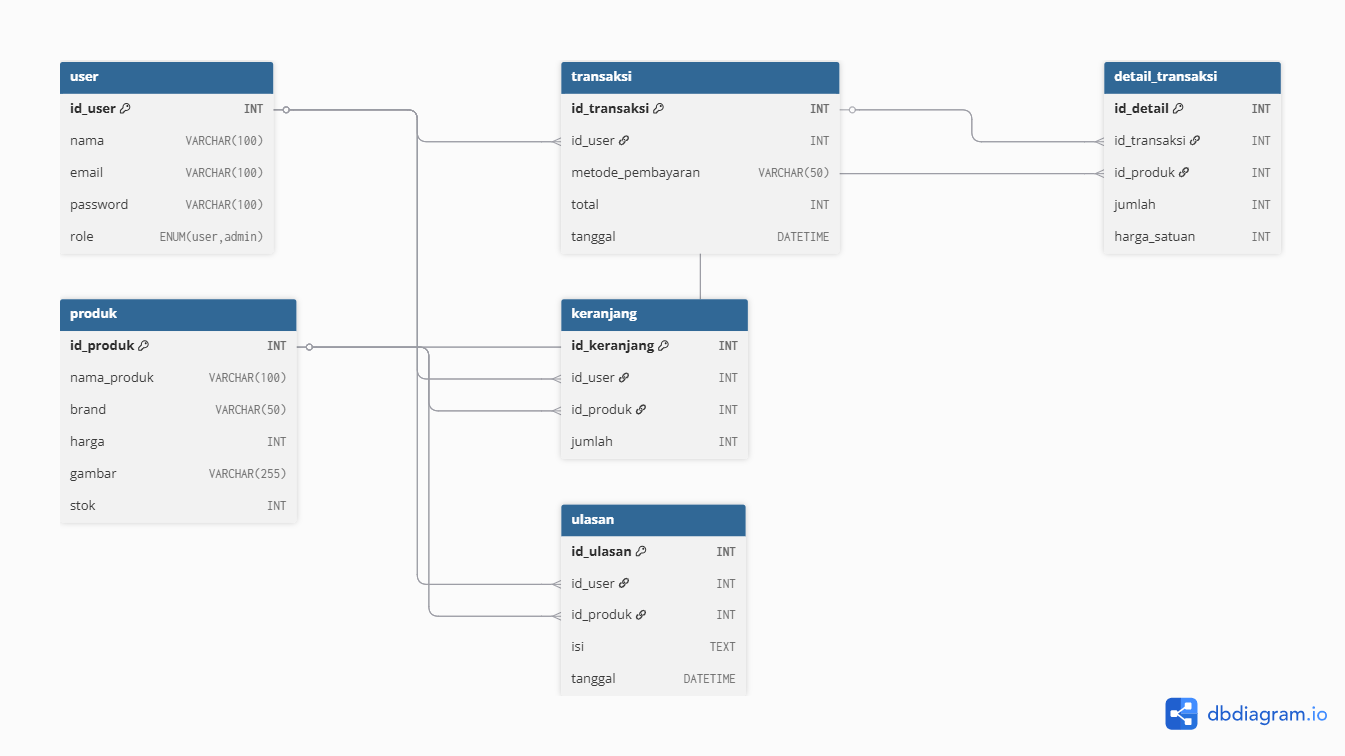 user
id_user INT
nama VARCHAR(100)
email VARCHAR(100)
password VARCHAR(100)
role ENUM(user,admin)
transaksi
id_transaksi INT
id_user INT
metode_pembayaran VARCHAR(50)
total INT
tanggal DATETIME
detail_transaksi
id_detail INT
id_transaksi INT
id_produk INT
jumlah INT
harga_satuan INT
produk
id_produk INT
nama_produk VARCHAR(100)
brand VARCHAR(50)
harga INT
gambar VARCHAR(255)
stok INT
keranjang
id_keranjang INT
id_user INT
id_produk INT
jumlah INT
ulasan
id_ulasan INT
id_user INT
id_produk INT
isi TEXT
tanggal DATETIME
dbdiagram.io